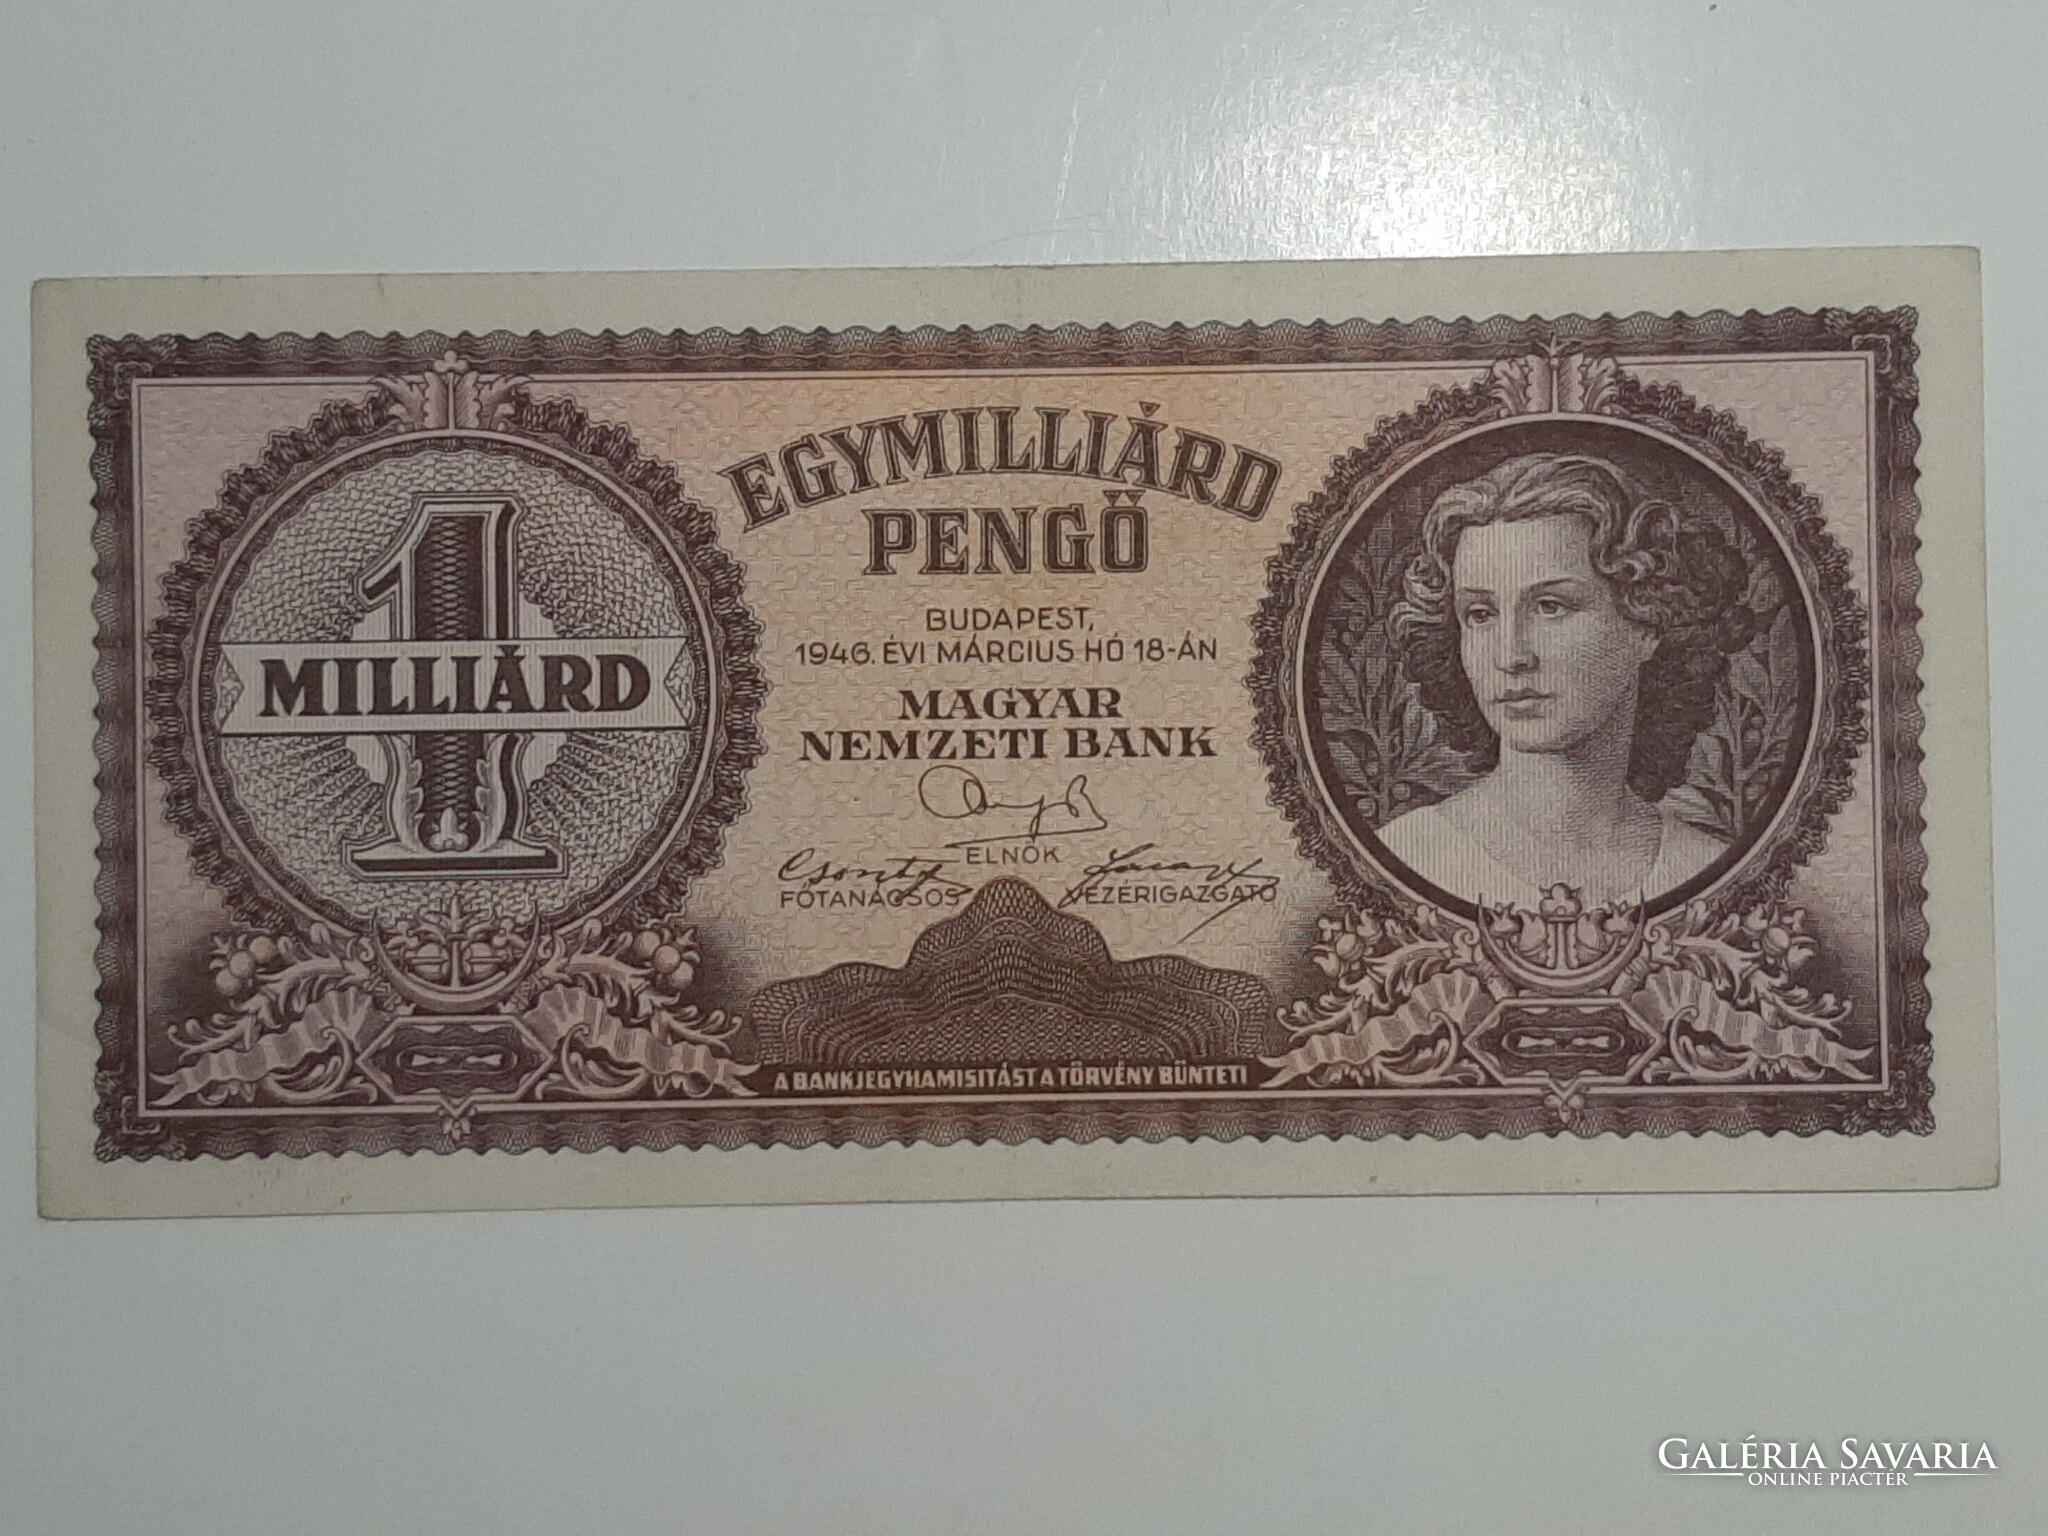 EGYMILLIÁRD
PENGŐ
1
MILLIÁRD
BUDAPEST,
1946. ÉVI MÁRCIUS HÓ 18-ÁN
MAGYAR
NEMZETI BANK
ELNÖK
FŐTANÁCSOS VEZÉRIGAZGATÓ
A BANKJEGYHAMISITÁST A TÖRVÉNY BÜNTETI
GALÉRIA SAVARIA
ONLINE PIACTÉR